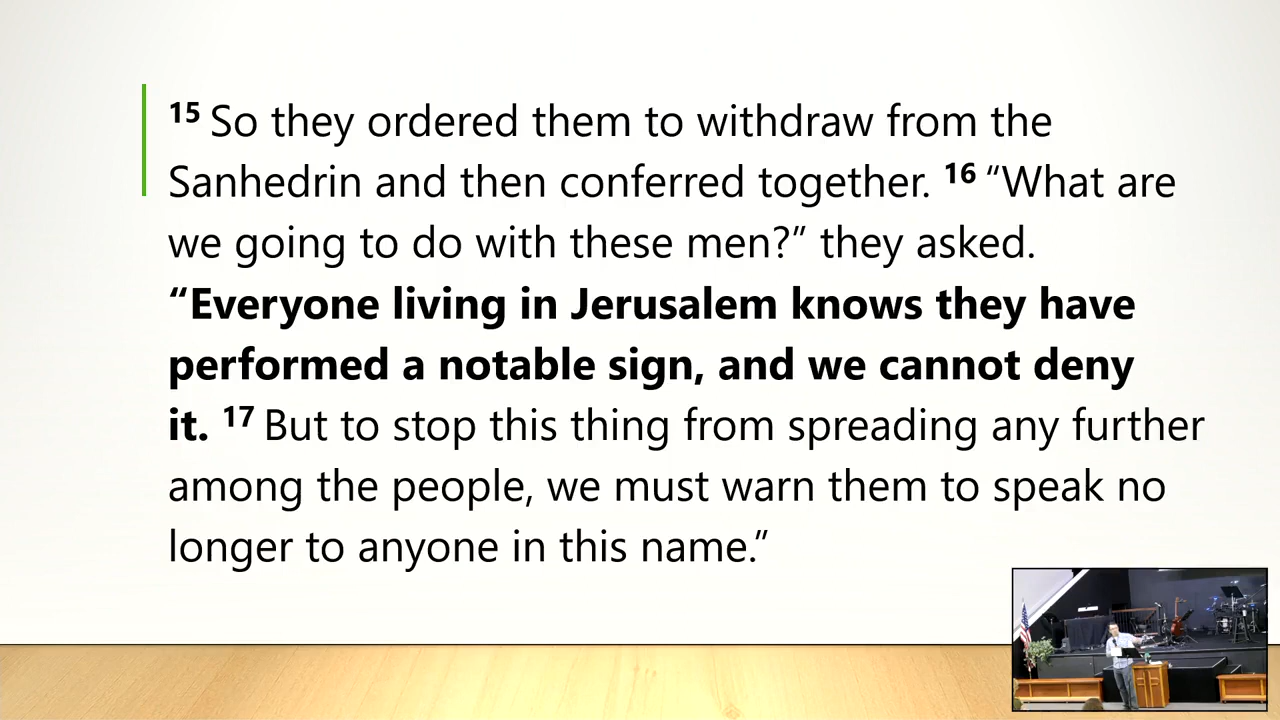 15 So they ordered them to withdraw from the
Sanhedrin and then conferred together. 16 “What are
we going to do with these men?” they asked.
“Everyone living in Jerusalem knows they have
performed a notable sign, and we cannot deny
it. 17 But to stop this thing from spreading any further
among the people, we must warn them to speak no
longer to anyone in this name.”